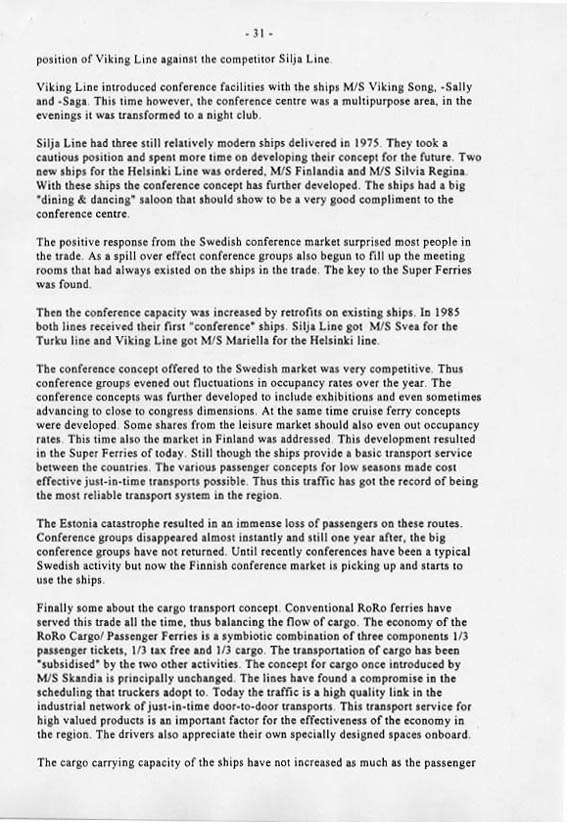 - 31 -
position of Viking Line against the competitor Silja Line.
Viking Line introduced conference facilities with the ships M/S Viking Song, -Sally
and -Saga. This time however, the conference centre was a multipurpose area, in the
evenings it was transformed to a night club.
Silja Line had three still relatively modern ships delivered in 1975. They took a
cautious position and spent more time on developing their concept for the future. Two
new ships for the Helsinki Line was ordered, M/S Finlandia and M/S Silvia Regina.
With these ships the conference concept has further developed. The ships had a big
"dining & dancing" saloon that should show to be a very good compliment to the
conference centre.
The positive response from the Swedish conference market surprised most people in
the trade. As a spill over effect conference groups also begun to fill up the meeting
rooms that had always existed on the ships in the trade. The key to the Super Ferries
was found.
Then the conference capacity was increased by retrofits on existing ships. In 1985
both lines received their first "conference" ships. Silja Line got M/S Svea for the
Turku line and Viking Line got M/S Mariella for the Helsinki line.
The conference concept offered to the Swedish market was very competitive. Thus
conference groups evened out fluctuations in occupancy rates over the year. The
conference concepts was further developed to include exhibitions and even sometimes
advancing to close to congress dimensions. At the same time cruise ferry concepts
were developed. Some shares from the leisure market should also even out occupancy
rates. This time also the market in Finland was addressed. This development resulted
in the Super Ferries of today. Still though the ships provide a basic transport service
between the countries. The various passenger concepts for low seasons made cost
effective just-in-time transports possible. Thus this traffic has got the record of being
the most reliable transport system in the region.
The Estonia catastrophe resulted in an immense loss of passengers on these routes.
Conference groups disappeared almost instantly and still one year after, the big
conference groups have not returned. Until recently conferences have been a typical
Swedish activity but now the Finnish conference market is picking up and starts to
use the ships.
Finally some about the cargo transport concept. Conventional RoRo ferries have
served this trade all the time, thus balancing the flow of cargo. The economy of the
RoRo Cargo/ Passenger Ferries is a symbiotic combination of three components 1/3
passenger tickets, 1/3 tax free and 1/3 cargo. The transportation of cargo has been
"subsidised" by the two other activities. The concept for cargo once introduced by
M/S Skandia is principally unchanged. The lines have found a compromise in the
scheduling that truckers adopt to. Today the traffic is a high quality link in the
industrial network of just-in-time door-to-door transports. This transport service for
high valued products is an important factor for the effectiveness of the economy in
the region. The drivers also appreciate their own specially designed spaces onboard.
The cargo carrying capacity of the ships have not increased as much as the passenger